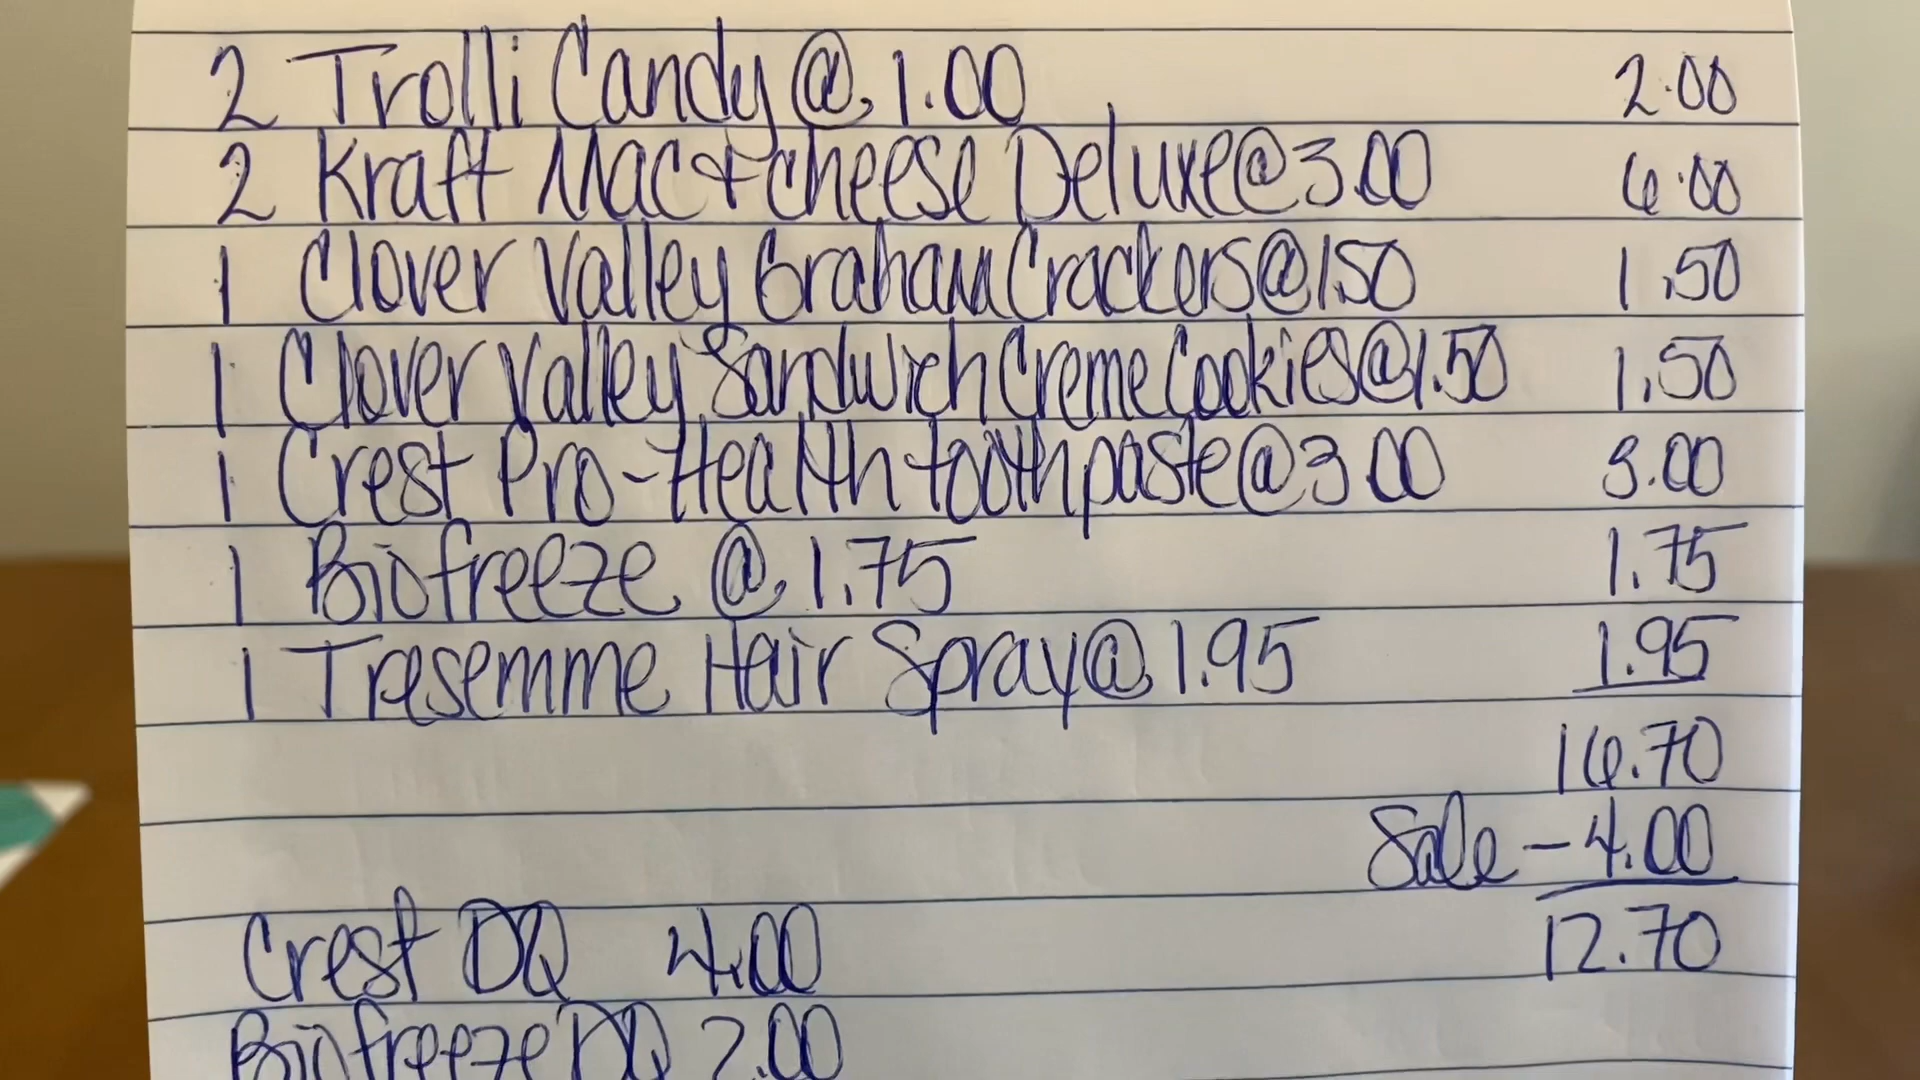 2 Trolli Candy @ 1.00 2.00
2 Kraft Mac + cheese Deluxe @ 3.00 6.00
1 Clover Valley Graham Crackers @ 1.50 1.50
1 Clover Valley Sandwich Creme Cookies @ 1.50 1.50
1 Crest Pro-Health toothpaste @ 3.00 3.00
1 Biofreeze @ 1.75 1.75
1 Tresemme Hair Spray @ 1.95 1.95
16.70
Sale - 4.00
Crest DQ 4.00 12.70
Biofreeze DQ 2.00